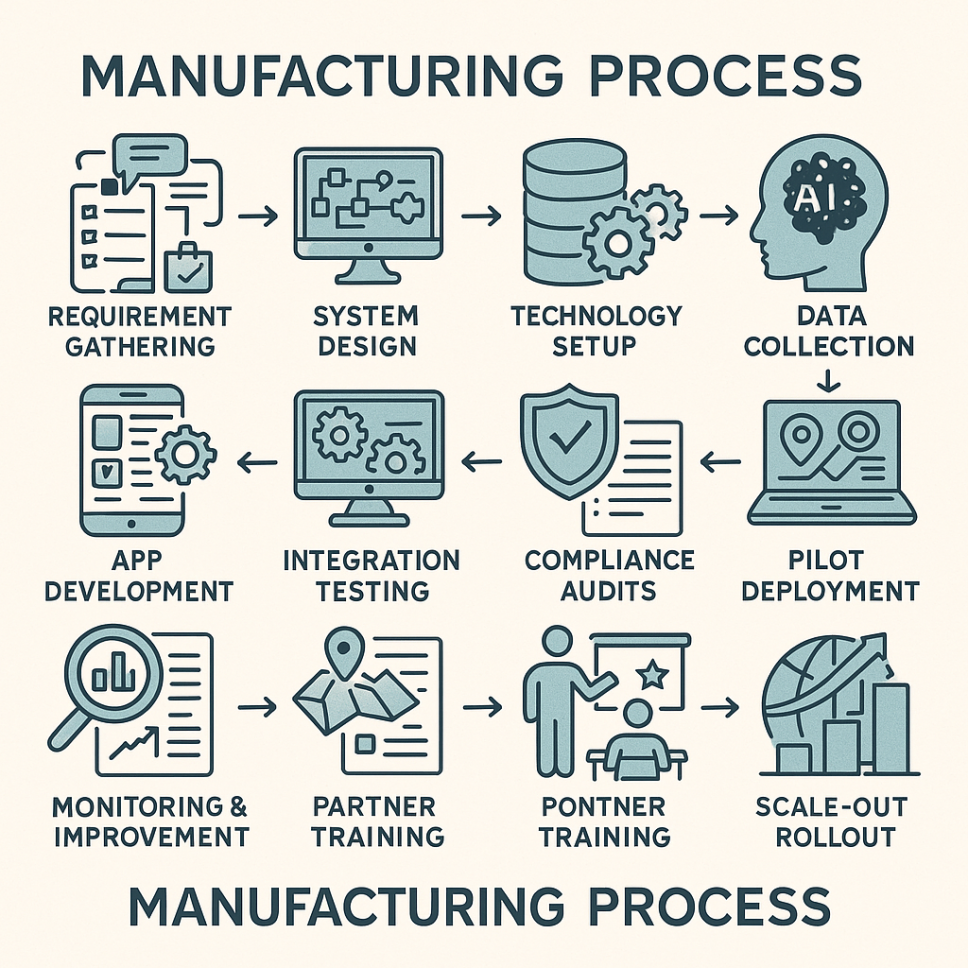 MANUFACTURING PROCESS
AI
REQUIREMENT
GATHERING
SYSTEM
DESIGN
TECHNOLOGY
SETUP
DATA
COLLECTION
APP
DEVELOPMENT
INTEGRATION
TESTING
COMPLIANCE
AUDITS
PILOT
DEPLOYMENT
MONITORING &
IMPROVEMENT
PARTNER
TRAINING
PONTNER
TRAINING
SCALE-OUT
ROLLOUT
MANUFACTURING PROCESS